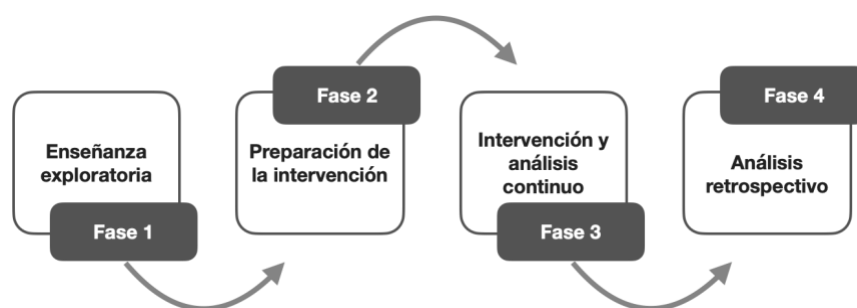 Enseñanza
exploratoria
Fase 1
Fase 2
Preparación de
la intervención
Intervención y
análisis
continuo
Fase 3
Fase 4
Análisis
retrospectivo